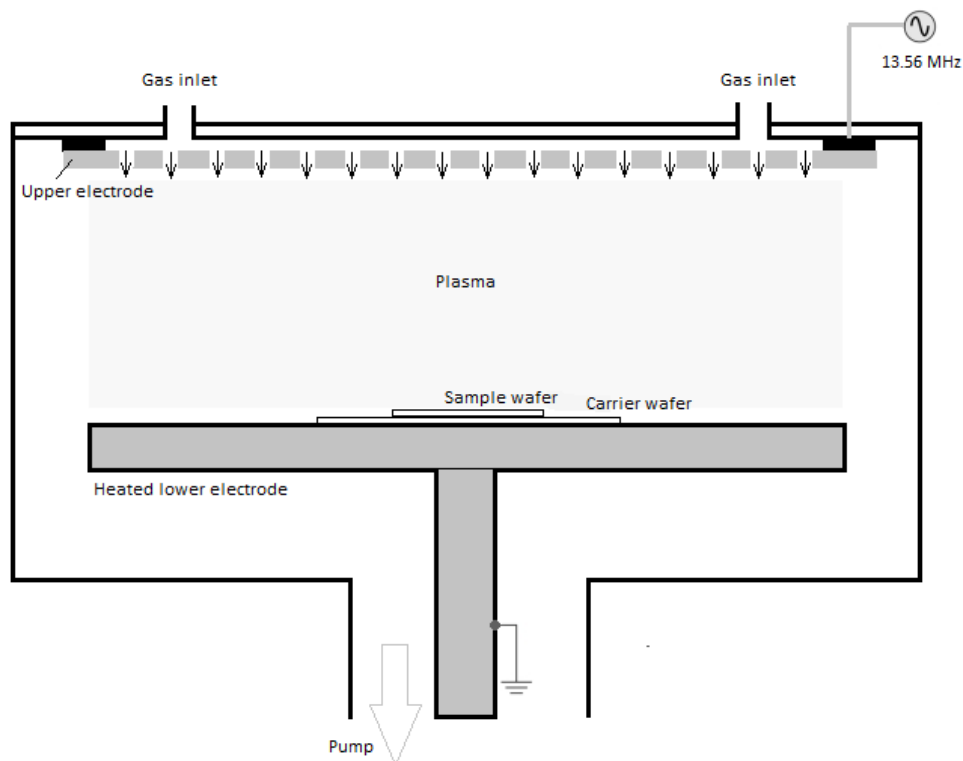 13.56 MHz
Gas inlet
Gas inlet
Upper electrode
Plasma
Sample wafer
Carrier wafer
Heated lower electrode
Pump